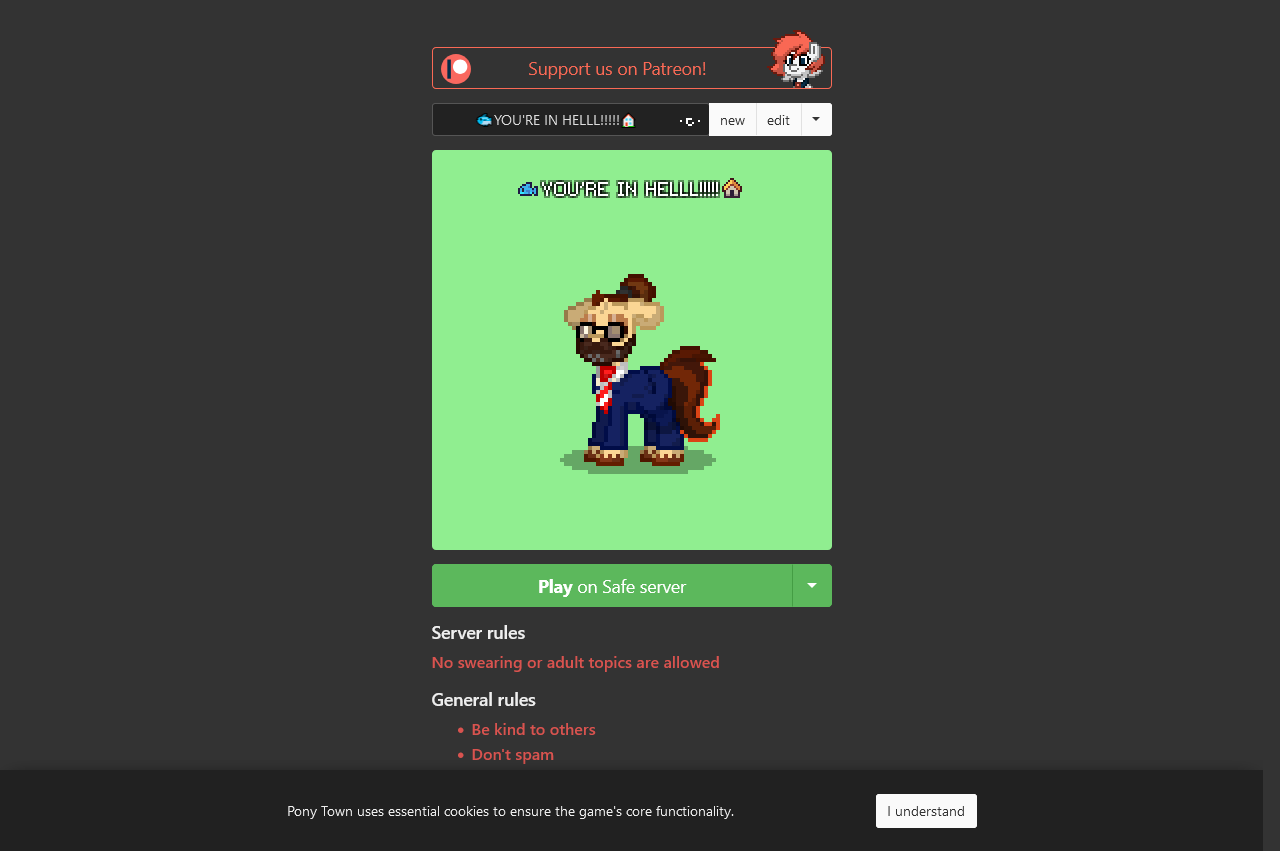 Support us on Patreon!
🐟YOU'RE IN HELLL!!!!!🏠
new
edit
🐟YOU'RE IN HELLL!!!!!🏠
Play on Safe server
Server rules
No swearing or adult topics are allowed
General rules
• Be kind to others
• Don't spam
Pony Town uses essential cookies to ensure the game's core functionality.
I understand